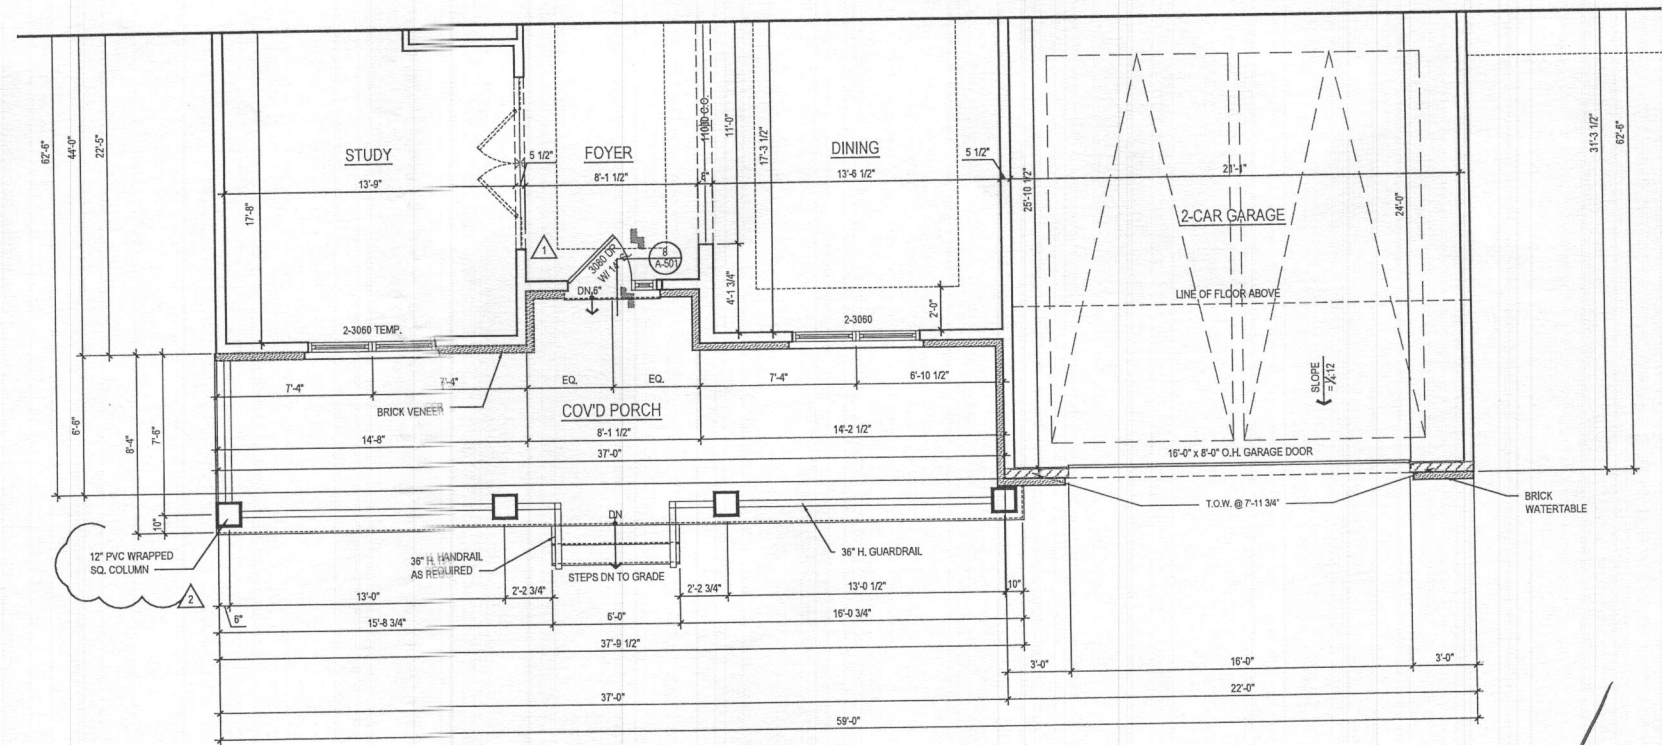 STUDY
FOYER
DINING
2-CAR GARAGE
13'-9"
5 1/2"
8'-1 1/2"
6"
13'-6 1/2"
5 1/2"
21'-1"
62'-6"
44'-0"
22'-5"
17'-8"
11'-0"
17'-3 1/2"
25'-10 1/2"
24'-0"
31'-3 1/2"
62'-6"
1
3080 DR
8
A-501
DN 6"
4'-1 3/4"
2'-0"
LINE OF FLOOR ABOVE
SLOPE
2-3060 TEMP.
2-3060
7'-4"
7'-4"
EQ.
EQ.
7'-4"
6'-10 1/2"
BRICK VENEER
COV'D PORCH
14'-8"
8'-1 1/2"
14'-2 1/2"
37'-0"
16'-0" x 8'-0" O.H. GARAGE DOOR
6'-6"
8'-4"
7'-6"
10"
DN
T.O.W. @ 7'-11 3/4"
BRICK
WATERTABLE
12" PVC WRAPPED
SQ. COLUMN
2
36" H. HANDRAIL
AS REQUIRED
STEPS DN TO GRADE
36" H. GUARDRAIL
13'-0"
2'-2 3/4"
2'-2 3/4"
13'-0 1/2"
10"
6"
15'-8 3/4"
6'-0"
16'-0 3/4"
37'-9 1/2"
3'-0"
16'-0"
3'-0"
37'-0"
22'-0"
59'-0"